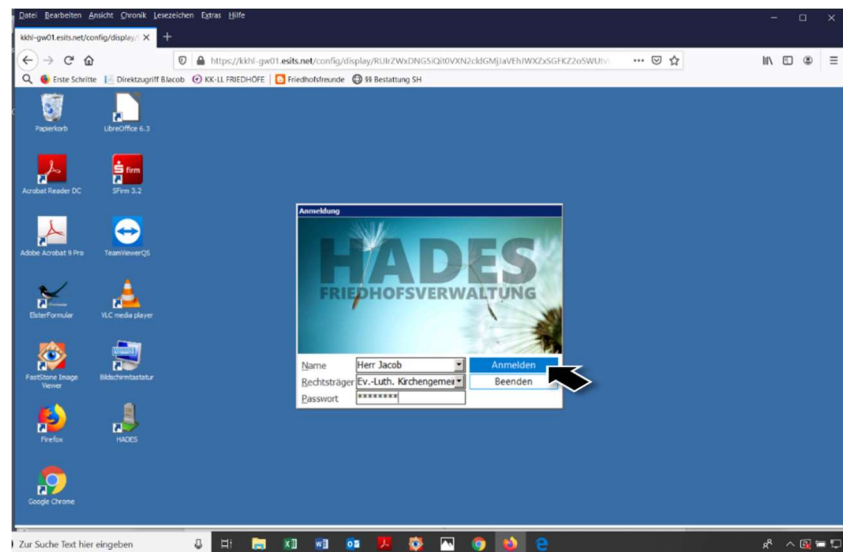 Datei Bearbeiten Ansicht Chronik Lesezeichen Extras Hilfe
kkhl-gw01.esits.net/config/display/
https://kkhl-gw01.esits.net/config/display/
Erste Schritte Direktzugriff BJacob KK-LL FRIEDHÖFE Friedhofsfreunde §§ Bestattung SH
Papierkorb
LibreOffice 6.3
Acrobat Reader DC
S firm
SFirm 3.2
Adobe Acrobat 9 Pro
TeamViewerQS
ElsterFormular
VLC media player
FastStone Image Viewer
Bildschirmtastatur
Firefox
HADES
Google Chrome
Anmeldung
HADES
FRIEDHOFSVERWALTUNG
Name Herr Jacob Anmelden
Rechtsträger Ev.-Luth. Kirchengemei Beenden
Passwort ********
Zur Suche Text hier eingeben